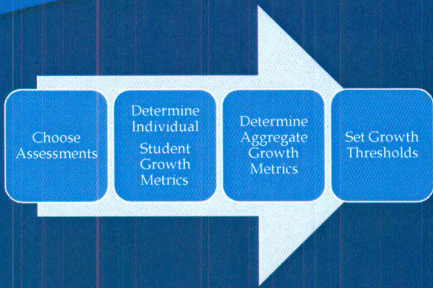 Choose
Assessments
Determine
Individual
Student
Growth
Metrics
Determine
Aggregate
Growth
Metrics
Set Growth
Thresholds